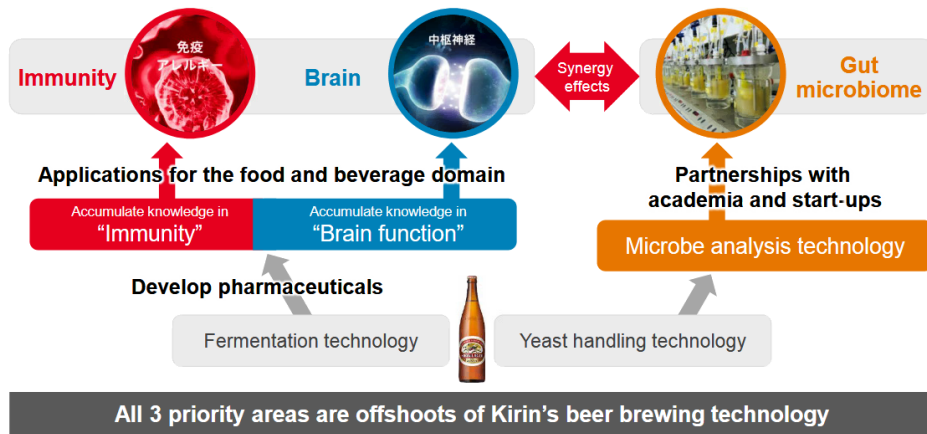 免疫
アレルギー
Immunity
中枢神経
Brain
Synergy
effects
Gut
microbiome
Applications for the food and beverage domain
Partnerships with
academia and start-ups
Accumulate knowledge in
“Immunity”
Accumulate knowledge in
“Brain function”
Microbe analysis technology
Develop pharmaceuticals
Fermentation technology
Yeast handling technology
All 3 priority areas are offshoots of Kirin’s beer brewing technology